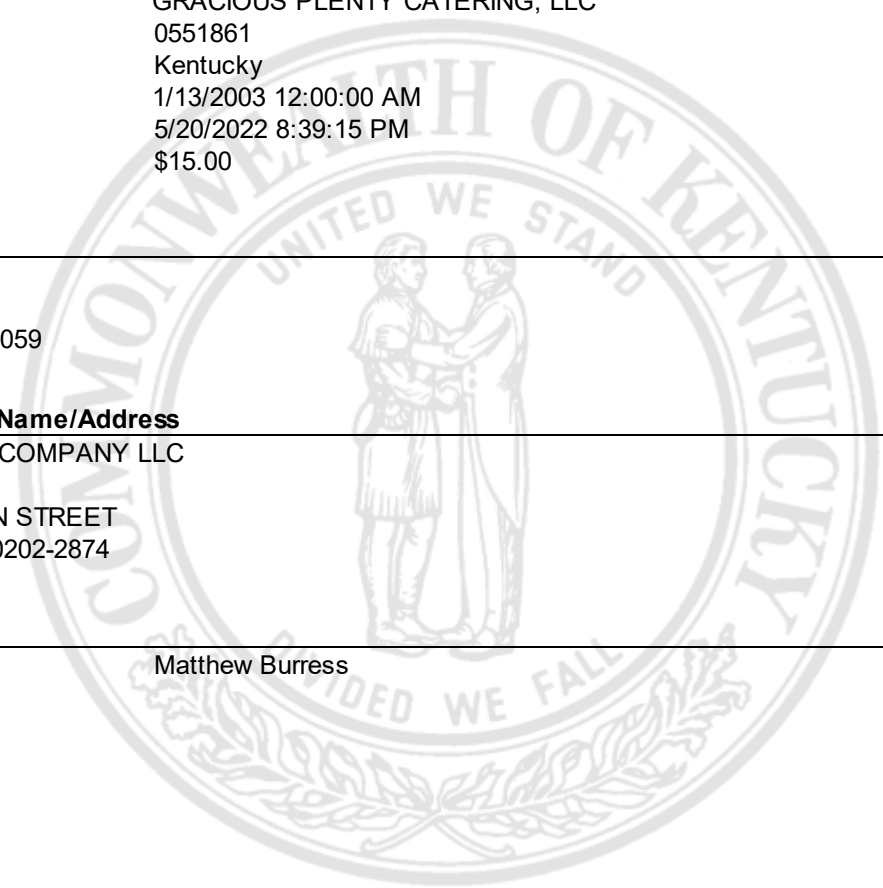 GRACIOUS PLENTY CATERING, LLC
0551861
Kentucky
1/13/2003 12:00:00 AM
5/20/2022 8:39:15 PM
$15.00
059
Name/Address
COMPANY LLC
N STREET
0202-2874
Matthew Burress
COMMONWEALTH OF KENTUCKY
UNITED WE STAND
DIVIDED WE FALL